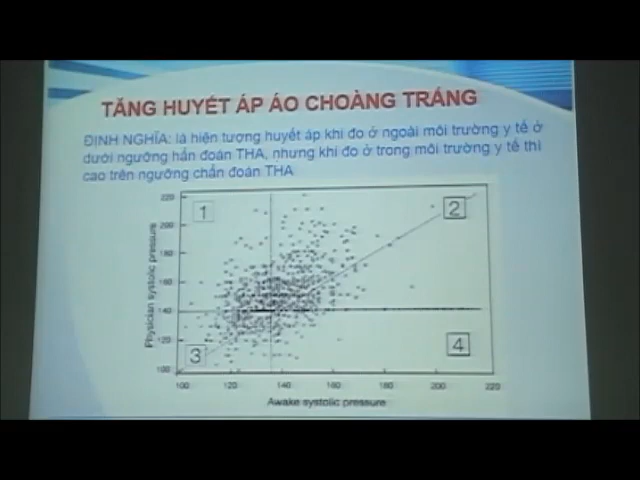 TĂNG HUYẾT ÁP ÁO CHOÀNG TRẮNG
ĐỊNH NGHĨA: là hiện tượng huyết áp khi đo ở ngoài môi trường y tế ở
dưới ngưỡng hẩn đoán THA, nhưng khi đo ở trong môi trường y tế thì
cao trên ngưỡng chẩn đoán THA
220
200
180
160
140
120
100
Physician systolic pressure
1
2
3
4
100 120 140 160 180 200 220
Awake systolic pressure